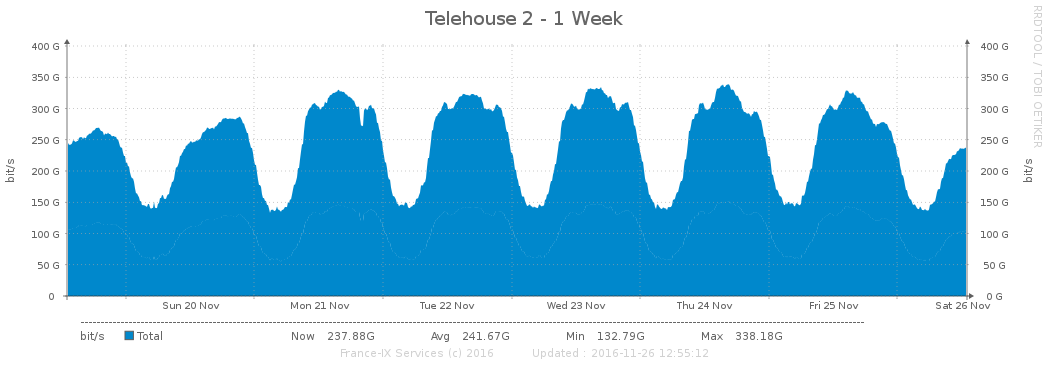 Telehouse 2 - 1 Week
RRDTOOL / TOBI OETIKER
400 G 400 G
350 G 350 G
300 G 300 G
250 G 250 G
200 G 200 G
150 G 150 G
100 G 100 G
50 G 50 G
0 0 G
bit/s bit/s
Sun 20 Nov Mon 21 Nov Tue 22 Nov Wed 23 Nov Thu 24 Nov Fri 25 Nov Sat 26 Nov
bit/s Total Now 237.88G Avg 241.67G Min 132.79G Max 338.18G
France-IX Services (c) 2016 Updated : 2016-11-26 12:55:12